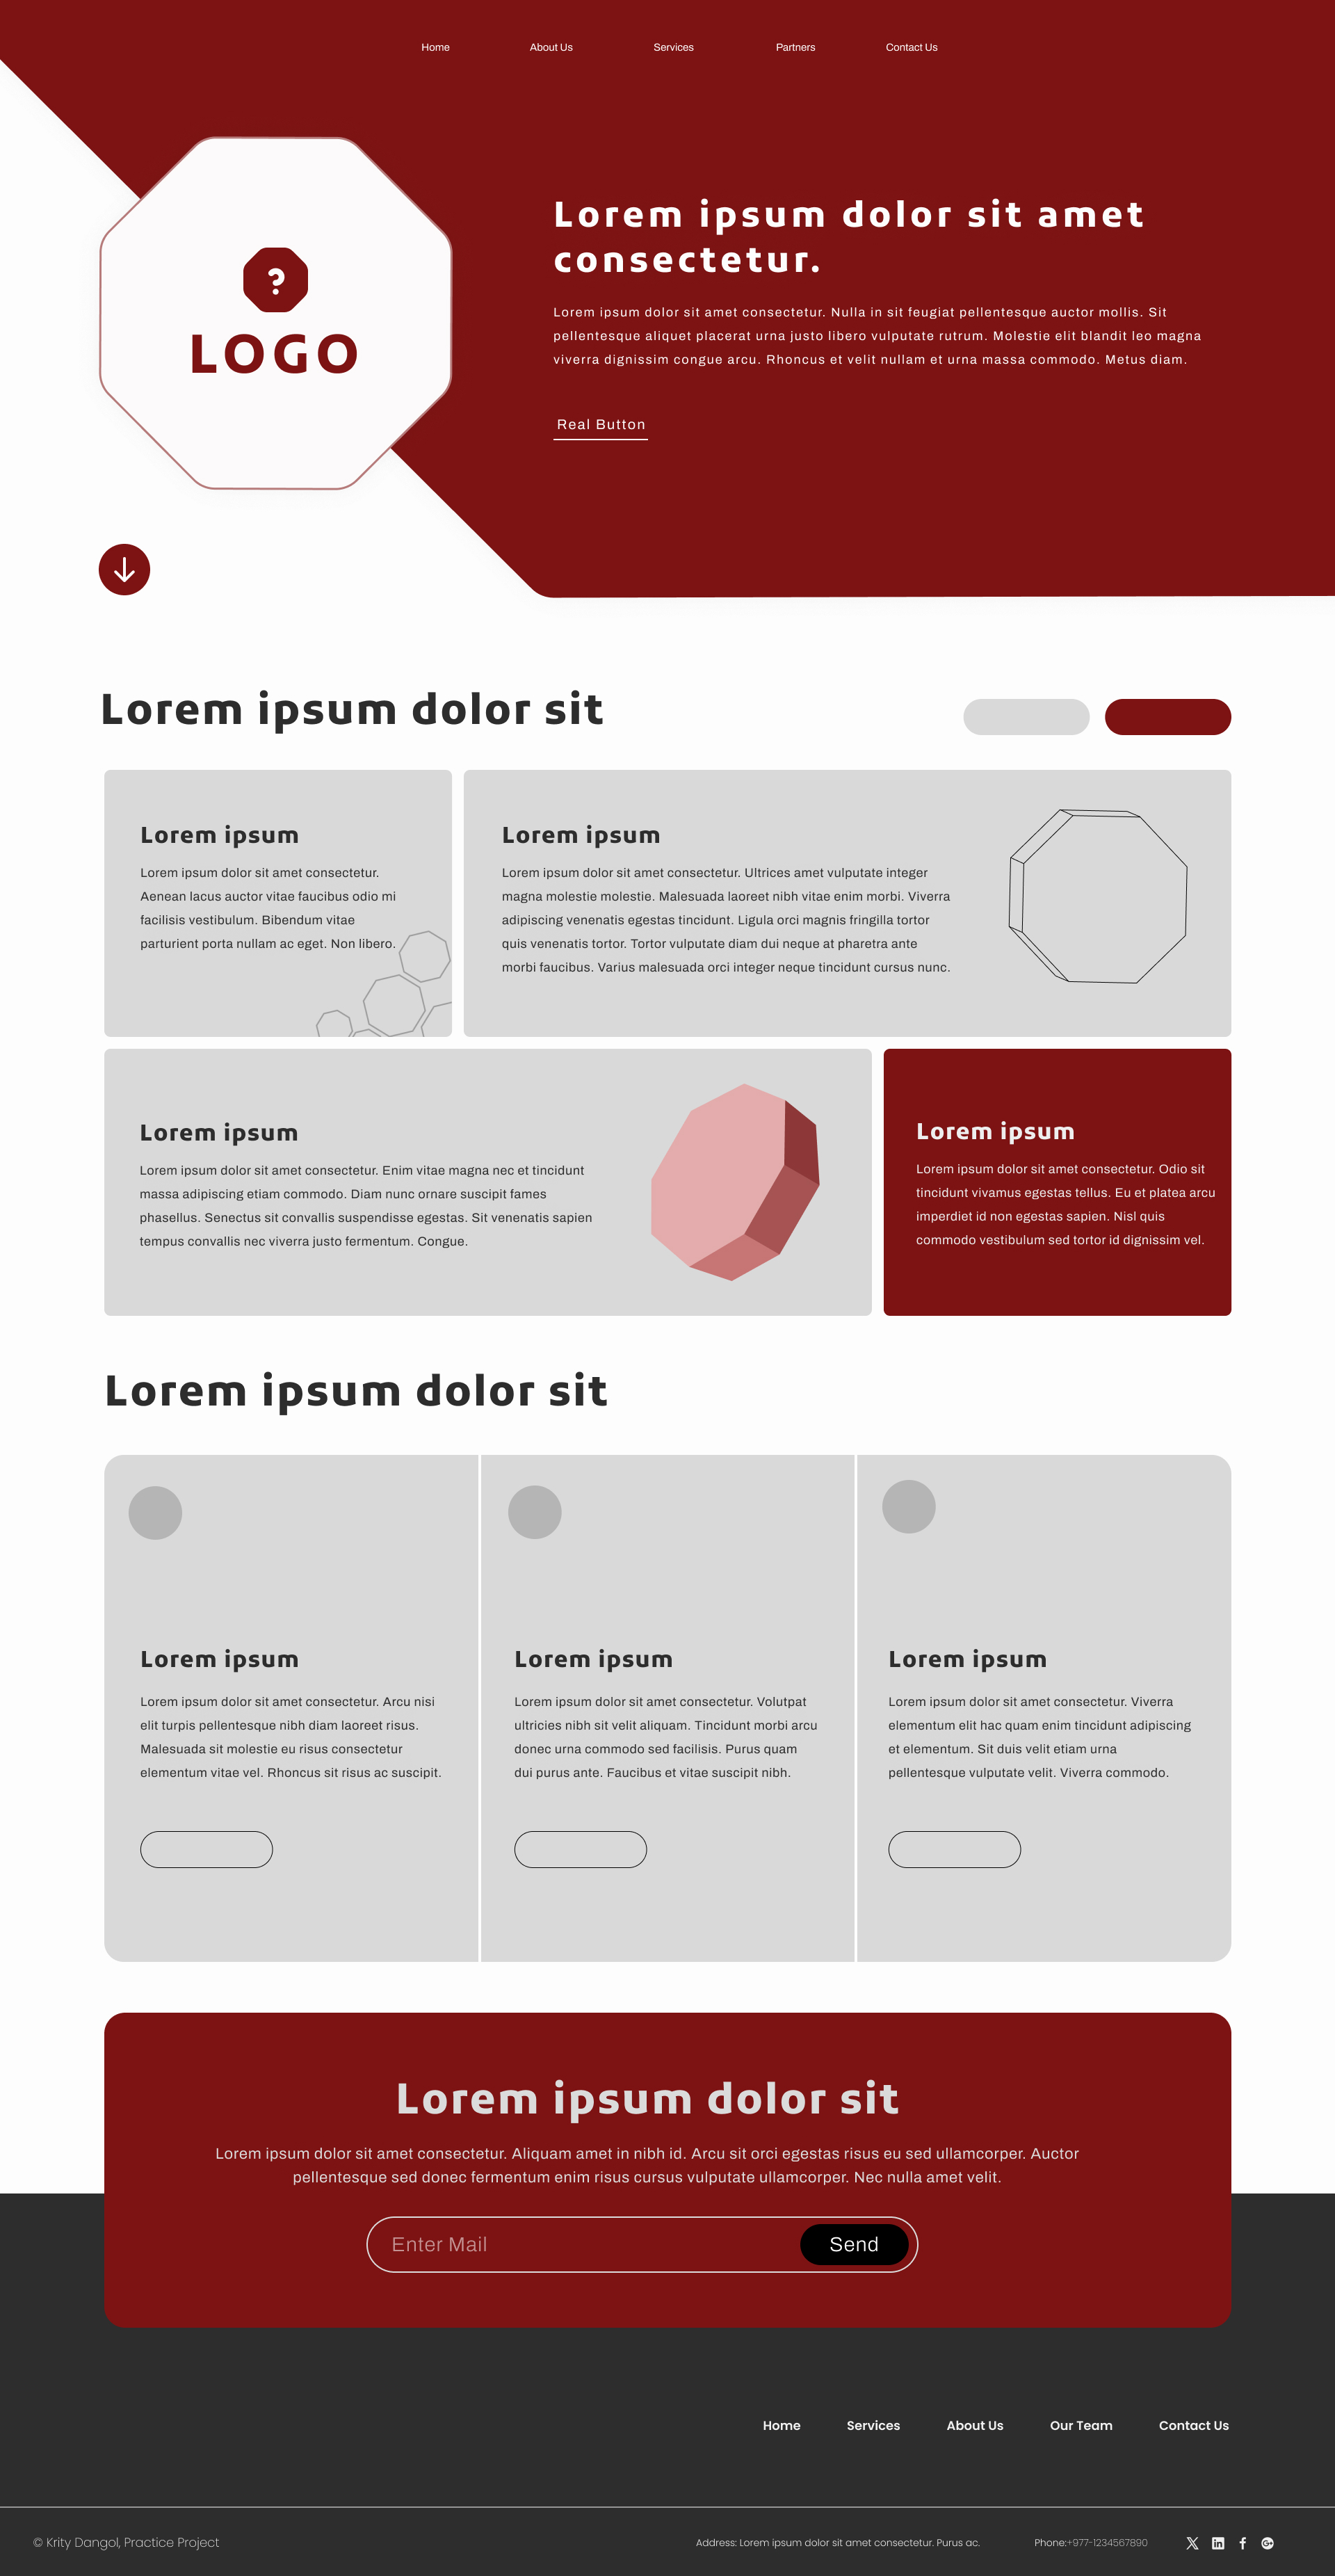 Home About Us Services Partners Contact Us
Lorem ipsum dolor sit amet
consectetur.
Lorem ipsum dolor sit amet consectetur. Nulla in sit feugiat pellentesque auctor mollis. Sit
pellentesque aliquet placerat urna justo libero vulputate rutrum. Molestie elit blandit leo magna
viverra dignissim congue arcu. Rhoncus et velit nullam et urna massa commodo. Metus diam.
Real Button
?
LOGO
Lorem ipsum dolor sit
Lorem ipsum
Lorem ipsum dolor sit amet consectetur.
Aenean lacus auctor vitae faucibus odio mi
facilisis vestibulum. Bibendum vitae
parturient porta nullam ac eget. Non libero.
Lorem ipsum
Lorem ipsum dolor sit amet consectetur. Ultrices amet vulputate integer
magna molestie molestie. Malesuada laoreet nibh vitae enim morbi. Viverra
adipiscing venenatis egestas tincidunt. Ligula orci magnis fringilla tortor
quis venenatis tortor. Tortor vulputate diam dui neque at pharetra ante
morbi faucibus. Varius malesuada orci integer neque tincidunt cursus nunc.
Lorem ipsum
Lorem ipsum dolor sit amet consectetur. Enim vitae magna nec et tincidunt
massa adipiscing etiam commodo. Diam nunc ornare suscipit fames
phasellus. Senectus sit convallis suspendisse egestas. Sit venenatis sapien
tempus convallis nec viverra justo fermentum. Congue.
Lorem ipsum
Lorem ipsum dolor sit amet consectetur. Odio sit
tincidunt vivamus egestas tellus. Eu et platea arcu
imperdiet id non egestas sapien. Nisl quis
commodo vestibulum sed tortor id dignissim vel.
Lorem ipsum dolor sit
Lorem ipsum
Lorem ipsum dolor sit amet consectetur. Arcu nisi
elit turpis pellentesque nibh diam laoreet risus.
Malesuada sit molestie eu risus consectetur
elementum vitae vel. Rhoncus sit risus ac suscipit.
Lorem ipsum
Lorem ipsum dolor sit amet consectetur. Volutpat
ultricies nibh sit velit aliquam. Tincidunt morbi arcu
donec urna commodo sed facilisis. Purus quam
dui purus ante. Faucibus et vitae suscipit nibh.
Lorem ipsum
Lorem ipsum dolor sit amet consectetur. Viverra
elementum elit hac quam enim tincidunt adipiscing
et elementum. Sit duis velit etiam urna
pellentesque vulputate velit. Viverra commodo.
Lorem ipsum dolor sit
Lorem ipsum dolor sit amet consectetur. Aliquam amet in nibh id. Arcu sit orci egestas risus eu sed ullamcorper. Auctor
pellentesque sed donec fermentum enim risus cursus vulputate ullamcorper. Nec nulla amet velit.
Enter Mail Send
Home Services About Us Our Team Contact Us
© Krity Dangol, Practice Project Address: Lorem ipsum dolor sit amet consectetur. Purus ac. Phone:+977-1234567890